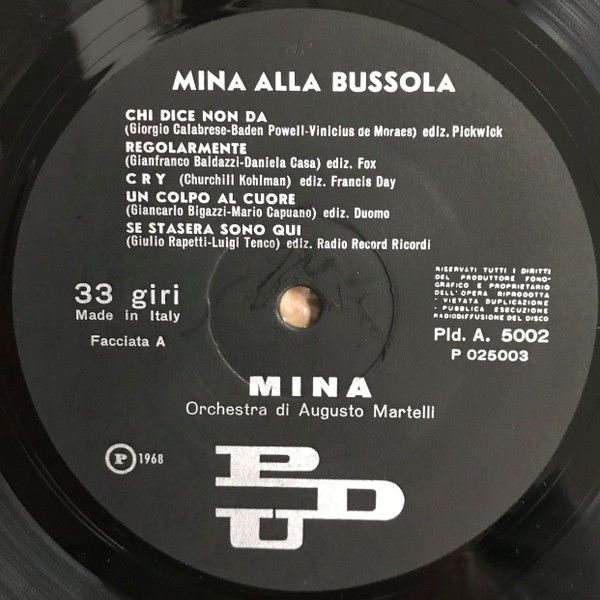 MINA ALLA BUSSOLA
CHI DICE NON DA
(Giorgio Calabrese-Baden Powell-Vinicius de Moraes) ediz. Pickwick
REGOLARMENTE
(Gianfranco Baldazzi-Daniela Casa) ediz. Fox
CRY (Churchill Kohlman) ediz. Francis Day
UN COLPO AL CUORE
(Giancarlo Bigazzi-Mario Capuano) ediz. Duomo
SE STASERA SONO QUI
(Giulio Rapetti-Luigi Tenco) ediz. Radio Record Ricordi
33 giri
Made in Italy
Facciata A
RISERVATI TUTTI I DIRITTI
DEL PRODUTTORE FONO-
GRAFICO E PROPRIETARIO
DELL'OPERA RIPRODOTTA
- VIETATA DUPLICAZIONE
- PUBBLICA ESECUZIONE
RADIODIFFUSIONE DEL DISCO
Pld. A. 5002
P 025003
MINA
Orchestra di Augusto Martelli
℗ 1968
PDU